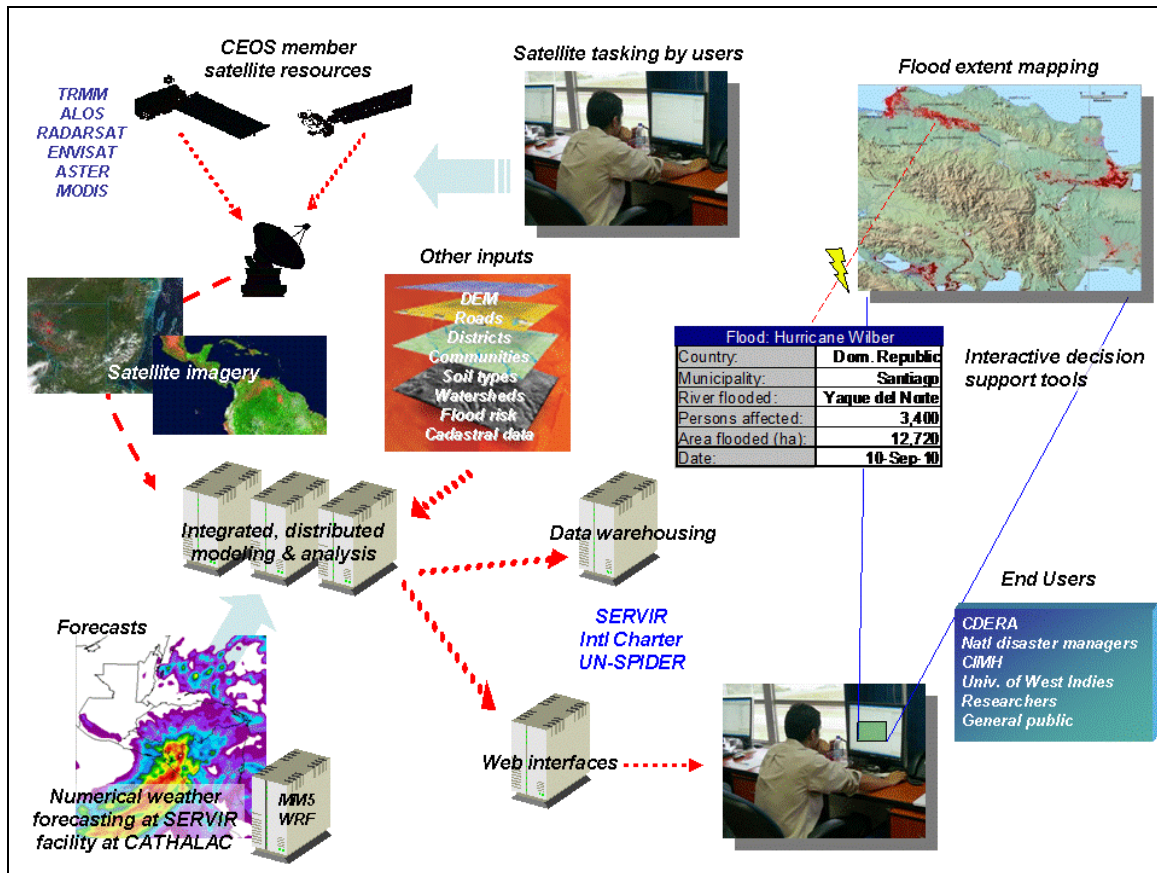 CEOS member
satellite resources
TRMM
ALOS
RADARSAT
ENVISAT
ASTER
MODIS
Satellite tasking by users
Flood extent mapping
Other inputs
DEM
Roads
Districts
Communities
Soil types
Watersheds
Flood risk
Cadastral data
Satellite imagery
Flood: Hurricane Wilber
Country: Dom. Republic
Municipality: Santiago
River flooded: Yaque del Norte
Persons affected: 3,400
Area flooded (ha): 12,720
Date: 10-Sep-10
Interactive decision
support tools
Integrated, distributed
modeling & analysis
Data warehousing
SERVIR
Intl Charter
UN-SPIDER
End Users
CDERA
Natl disaster managers
CIMH
Univ. of West Indies
Researchers
General public
Forecasts
Numerical weather
forecasting at SERVIR
facility at CATHALAC
MM5
WRF
Web interfaces